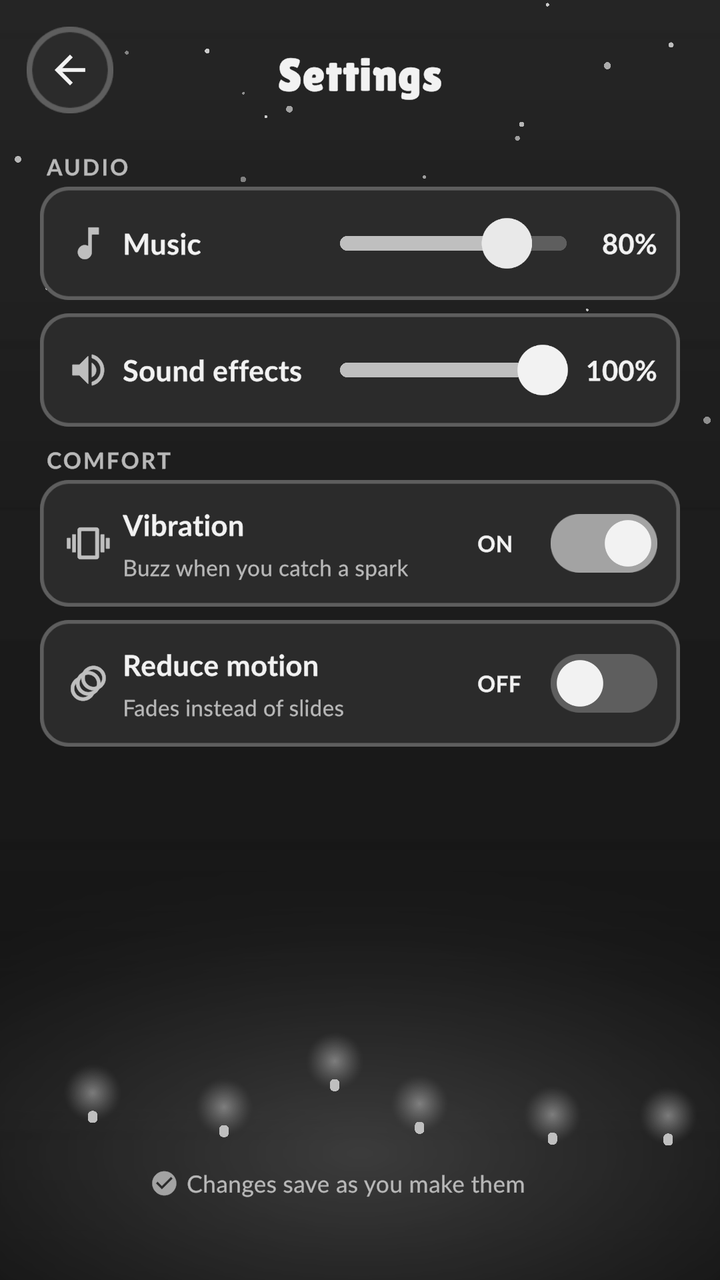 Settings
AUDIO
Music
80%
Sound effects
100%
COMFORT
Vibration
Buzz when you catch a spark
ON
Reduce motion
Fades instead of slides
OFF
Changes save as you make them